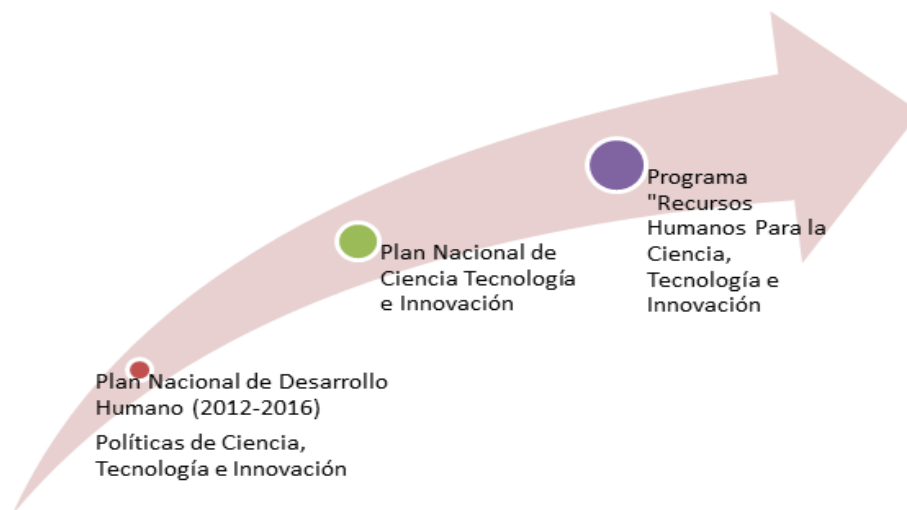 Plan Nacional de Desarrollo
Humano (2012-2016)
Políticas de Ciencia,
Tecnología e Innovación
Plan Nacional de
Ciencia Tecnología
e Innovación
Programa
"Recursos
Humanos Para la
Ciencia,
Tecnología e
Innovación